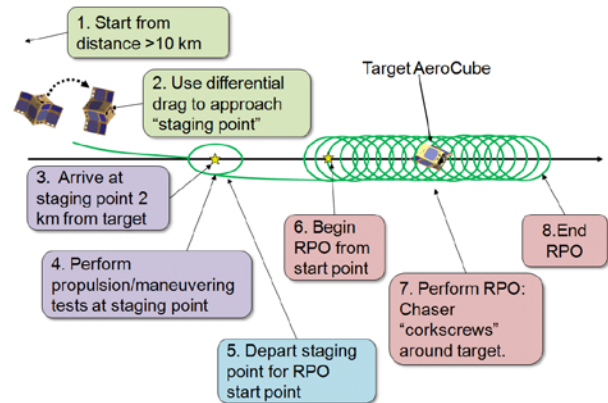 1. Start from
distance >10 km
Target AeroCube
2. Use differential
drag to approach
"staging point"
3. Arrive at
staging point 2
km from target
6. Begin
RPO from
start point
8.End
RPO
4. Perform
propulsion/maneuvering
tests at staging point
7. Perform RPO:
Chaser
"corkscrews"
around target.
5. Depart staging
point for RPO
start point